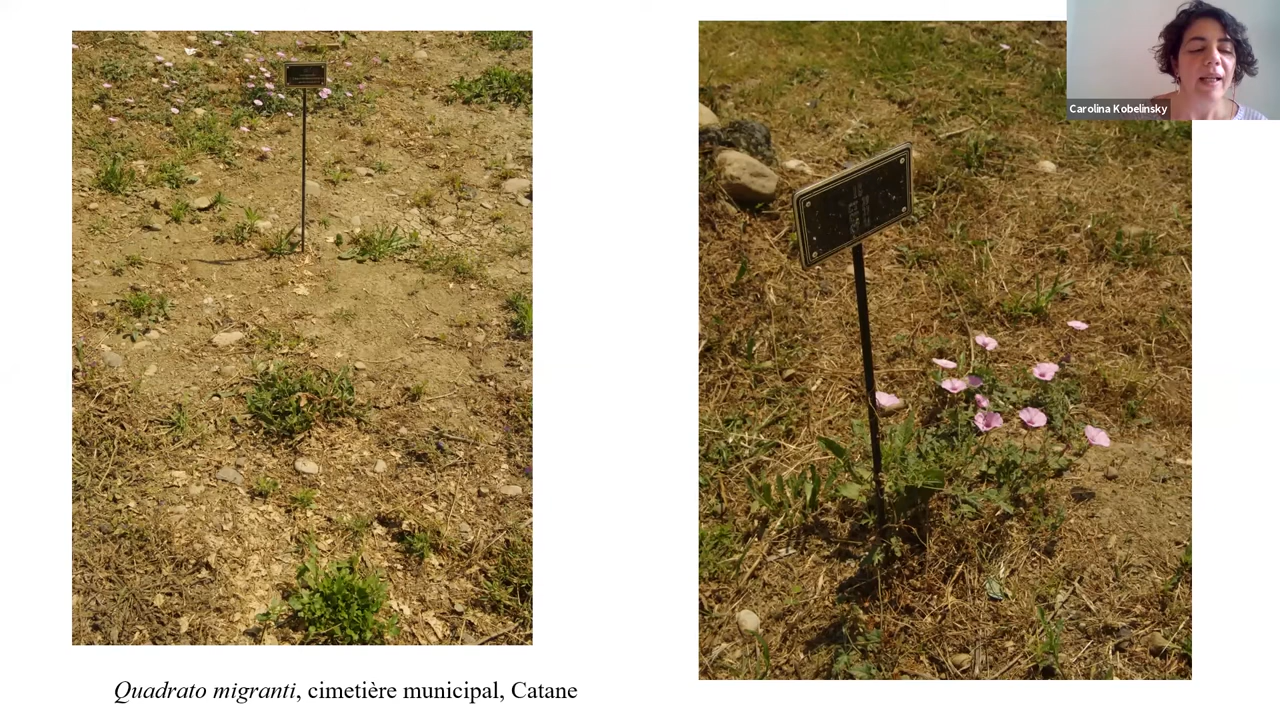 Carolina Kobelinsky
Quadrato migranti, cimetière municipal, Catane